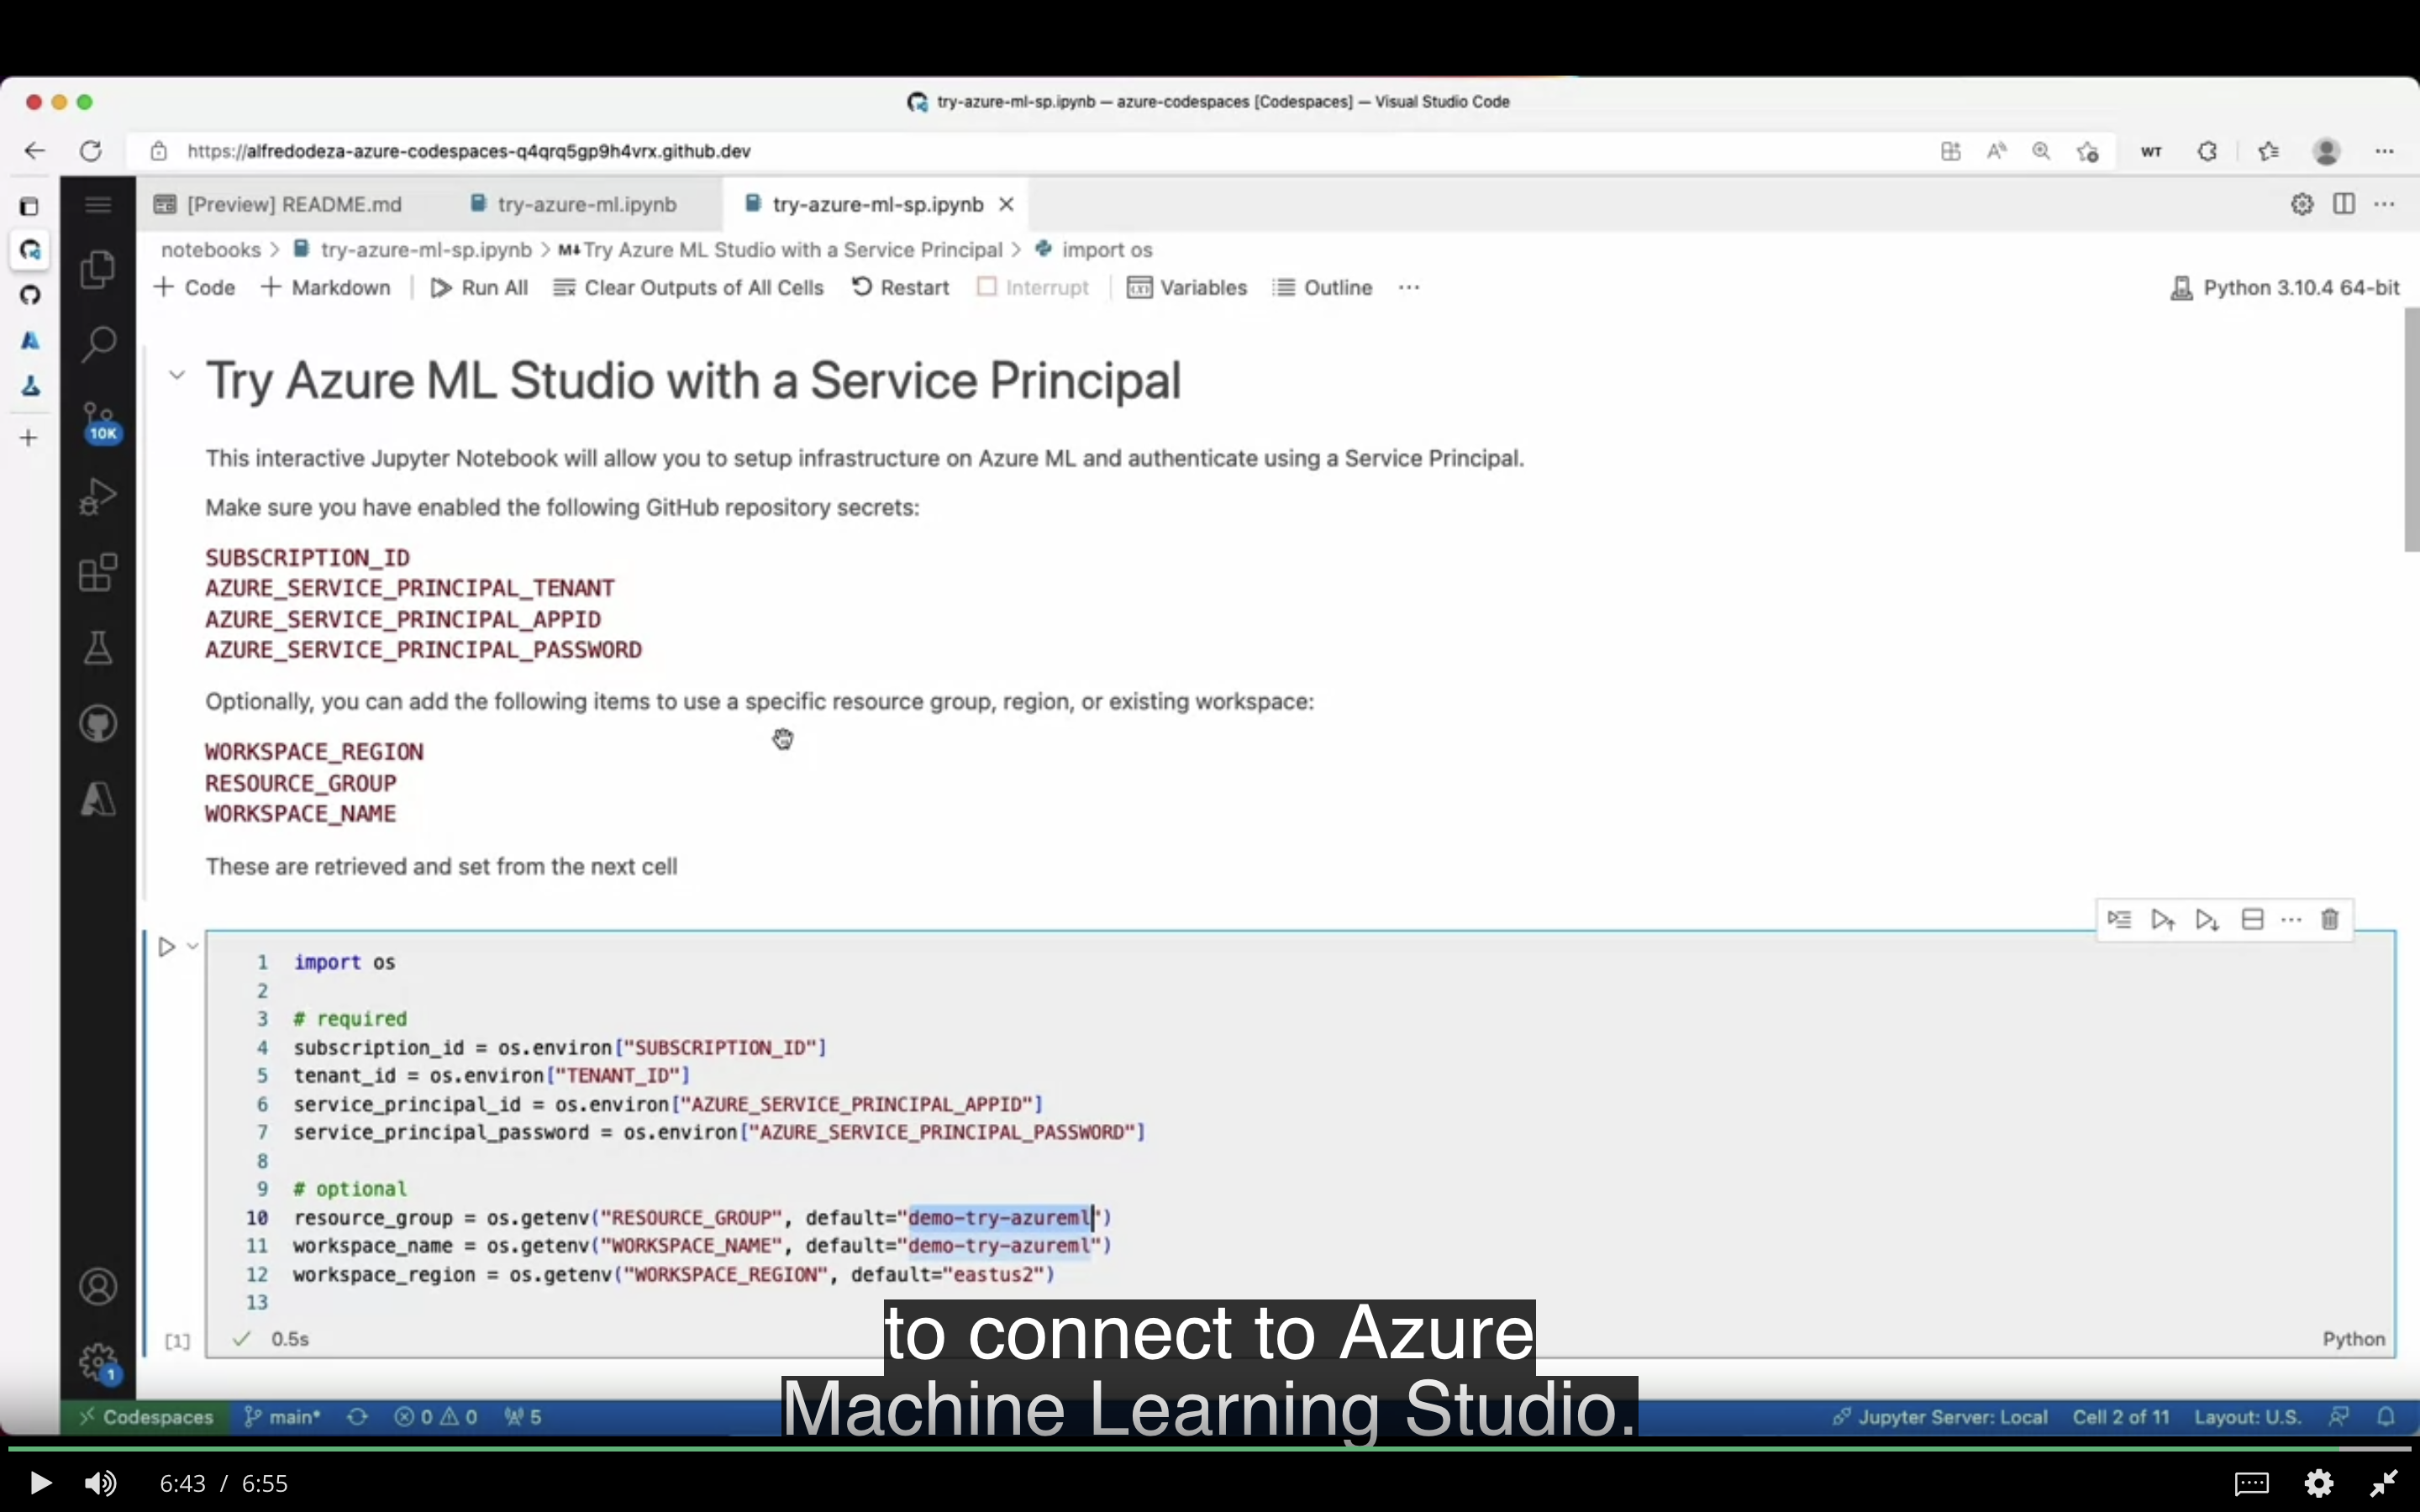 try-azure-ml-sp.ipynb — azure-codespaces [Codespaces] — Visual Studio Code
https://alfredodeza-azure-codespaces-q4qrq5gp9h4vrx.github.dev
WT
[Preview] README.md try-azure-ml.ipynb try-azure-ml-sp.ipynb
notebooks > try-azure-ml-sp.ipynb > M↓Try Azure ML Studio with a Service Principal > import os
+ Code + Markdown Run All Clear Outputs of All Cells Restart Interrupt Variables Outline ··· Python 3.10.4 64-bit
10K
Try Azure ML Studio with a Service Principal
This interactive Jupyter Notebook will allow you to setup infrastructure on Azure ML and authenticate using a Service Principal.
Make sure you have enabled the following GitHub repository secrets:
SUBSCRIPTION_ID
AZURE_SERVICE_PRINCIPAL_TENANT
AZURE_SERVICE_PRINCIPAL_APPID
AZURE_SERVICE_PRINCIPAL_PASSWORD
Optionally, you can add the following items to use a specific resource group, region, or existing workspace:
WORKSPACE_REGION
RESOURCE_GROUP
WORKSPACE_NAME
These are retrieved and set from the next cell
1 import os
2
3 # required
4 subscription_id = os.environ["SUBSCRIPTION_ID"]
5 tenant_id = os.environ["TENANT_ID"]
6 service_principal_id = os.environ["AZURE_SERVICE_PRINCIPAL_APPID"]
7 service_principal_password = os.environ["AZURE_SERVICE_PRINCIPAL_PASSWORD"]
8
9 # optional
10 resource_group = os.getenv("RESOURCE_GROUP", default="demo-try-azureml")
11 workspace_name = os.getenv("WORKSPACE_NAME", default="demo-try-azureml")
12 workspace_region = os.getenv("WORKSPACE_REGION", default="eastus2")
13
[1] 0.5s Python
1
to connect to Azure
Machine Learning Studio.
Codespaces main* 0 0 5 Jupyter Server: Local Cell 2 of 11 Layout: U.S.
6:43 / 6:55